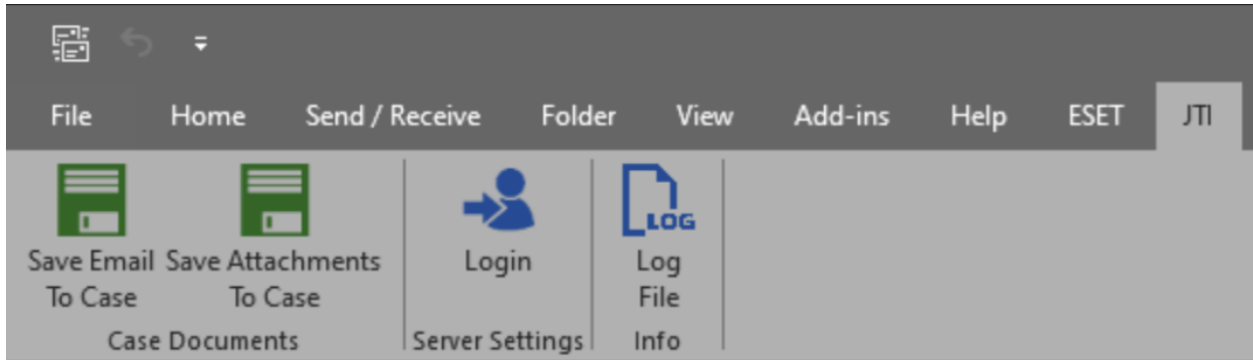 File Home Send / Receive Folder View Add-ins Help ESET JTI
LOG
Save Email Save Attachments Login Log
To Case To Case File
Case Documents Server Settings Info